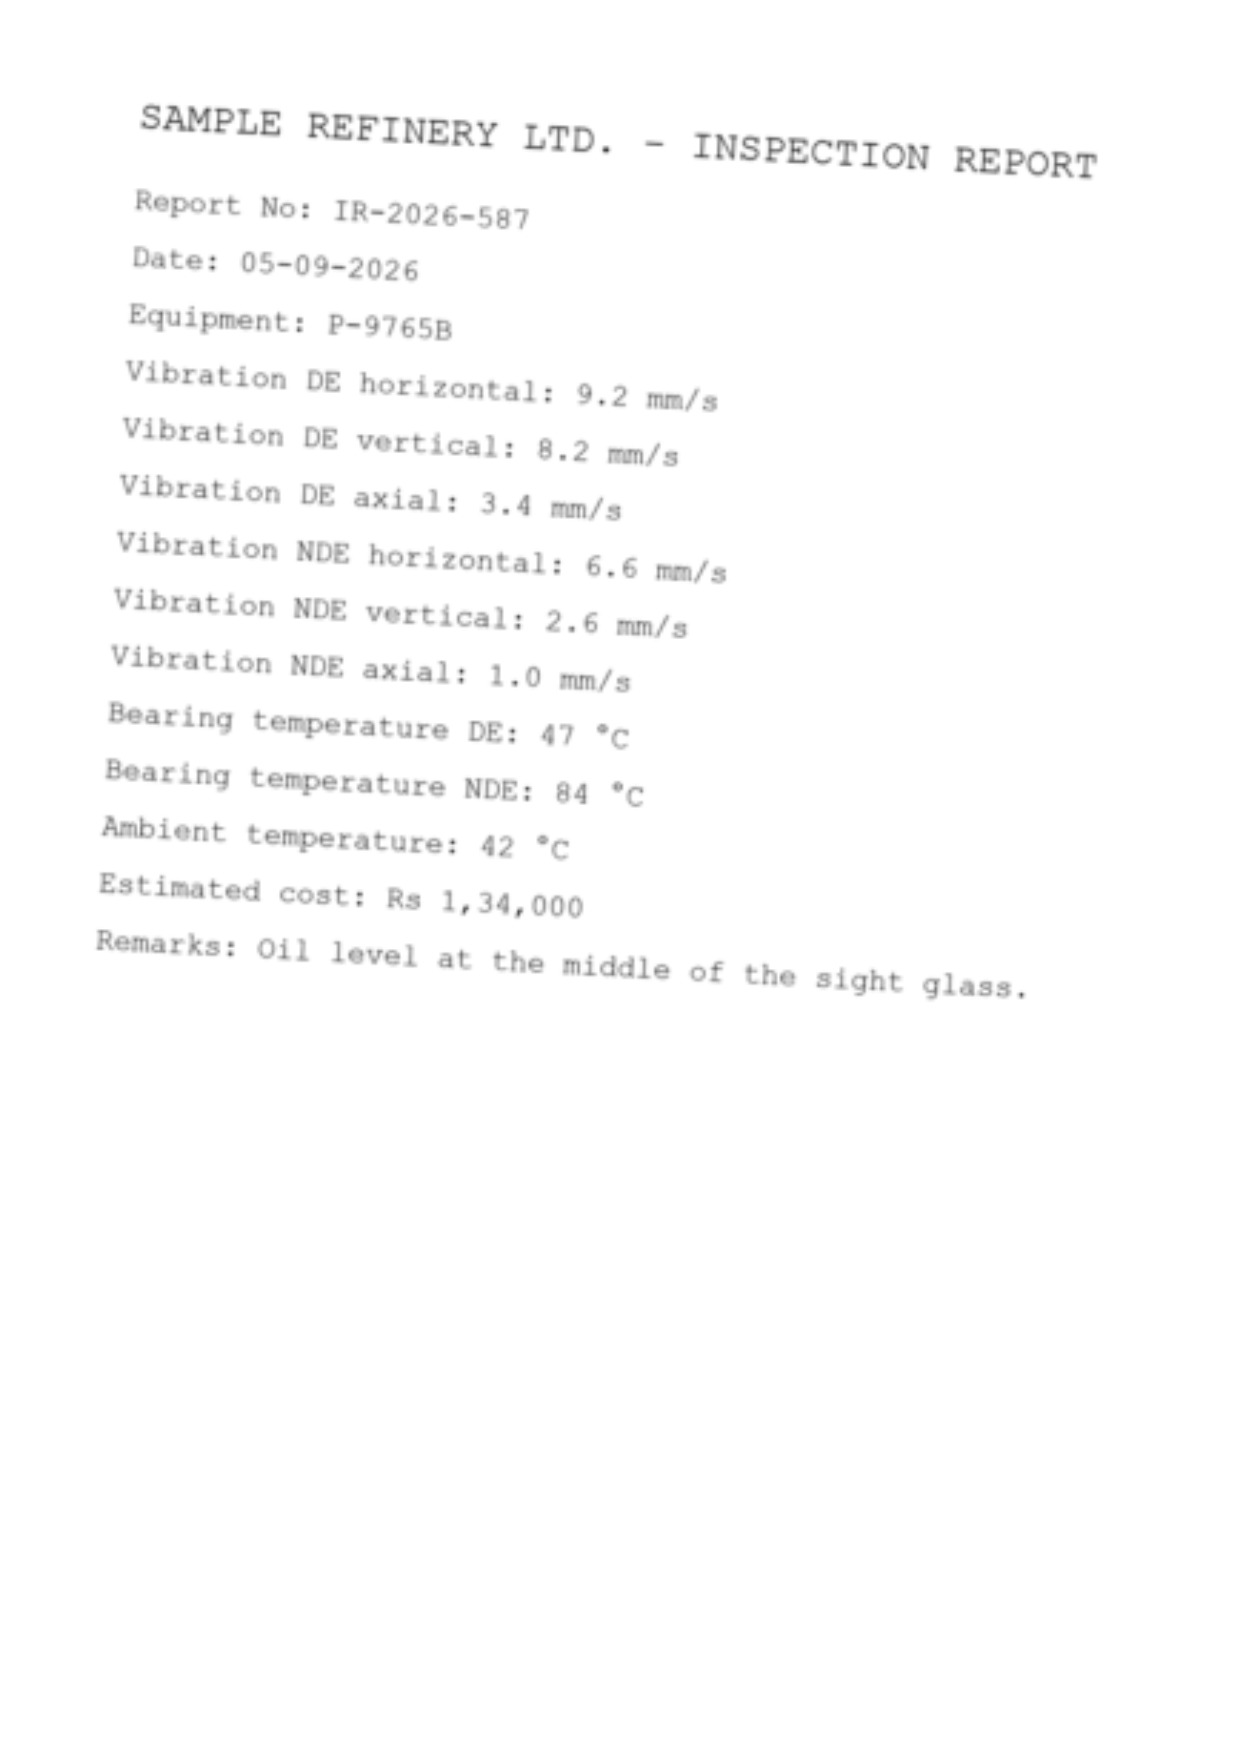 SAMPLE REFINERY LTD. - INSPECTION REPORT
Report No: IR-2026-587
Date: 05-09-2026
Equipment: P-9765B
Vibration DE horizontal: 9.2 mm/s
Vibration DE vertical: 8.2 mm/s
Vibration DE axial: 3.4 mm/s
Vibration NDE horizontal: 6.6 mm/s
Vibration NDE vertical: 2.6 mm/s
Vibration NDE axial: 1.0 mm/s
Bearing temperature DE: 47 °C
Bearing temperature NDE: 84 °C
Ambient temperature: 42 °C
Estimated cost: Rs 1,34,000
Remarks: Oil level at the middle of the sight glass.